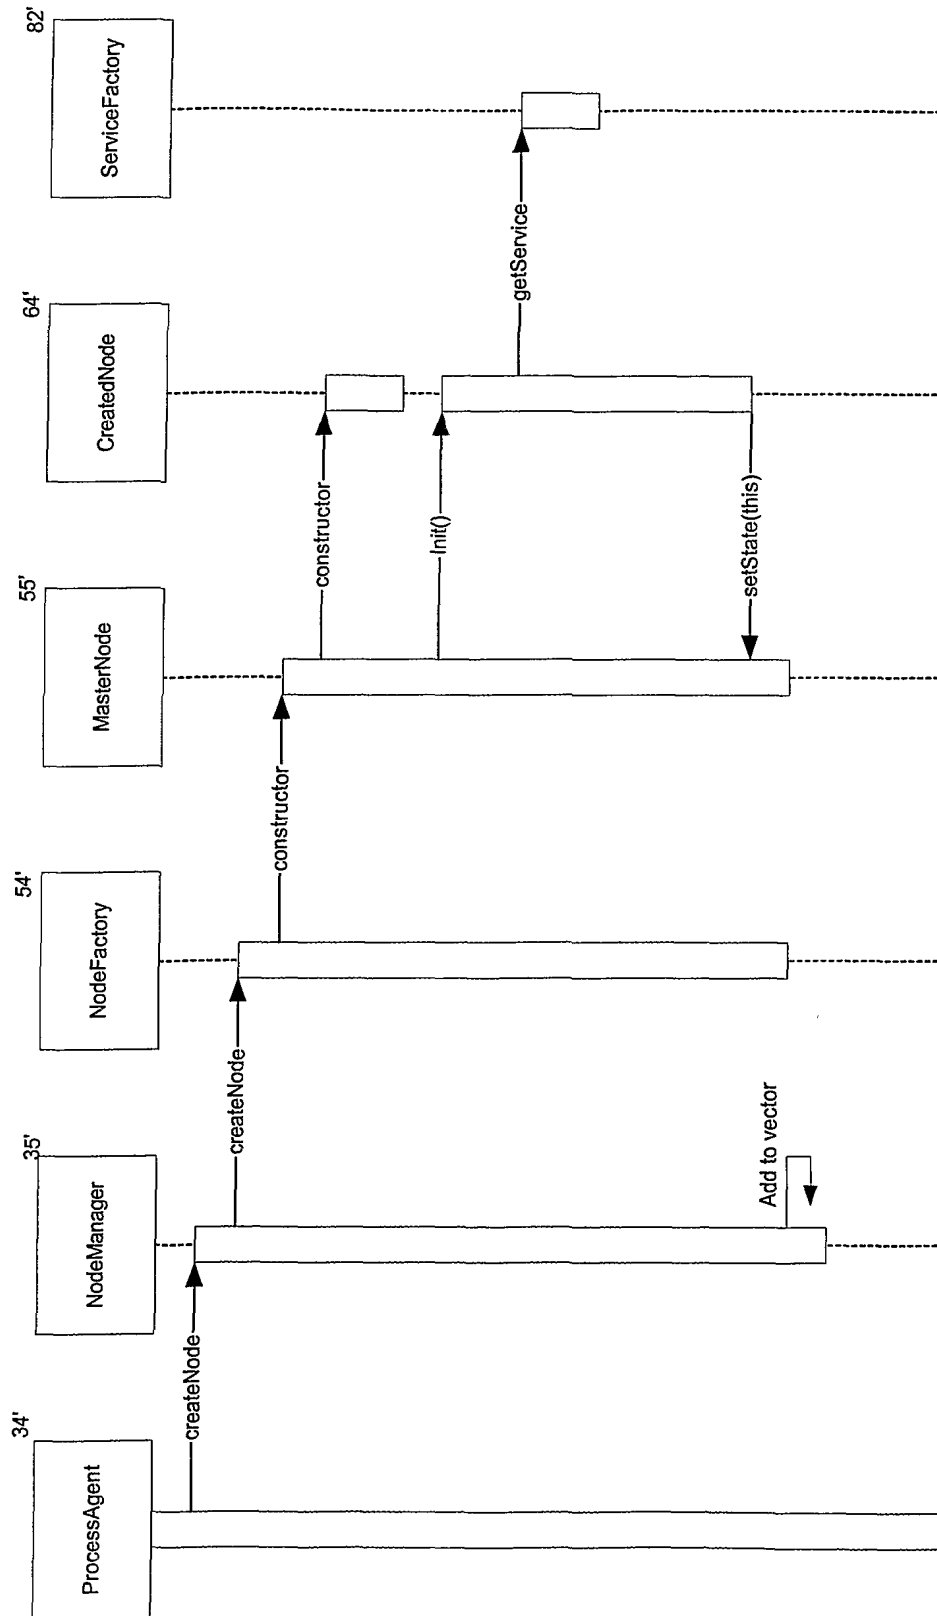 34'
ProcessAgent
35'
NodeManager
54'
NodeFactory
55'
MasterNode
64'
CreatedNode
82'
ServiceFactory
createNode
createNode
constructor
constructor
Init()
getService
setState(this)
Add to vector